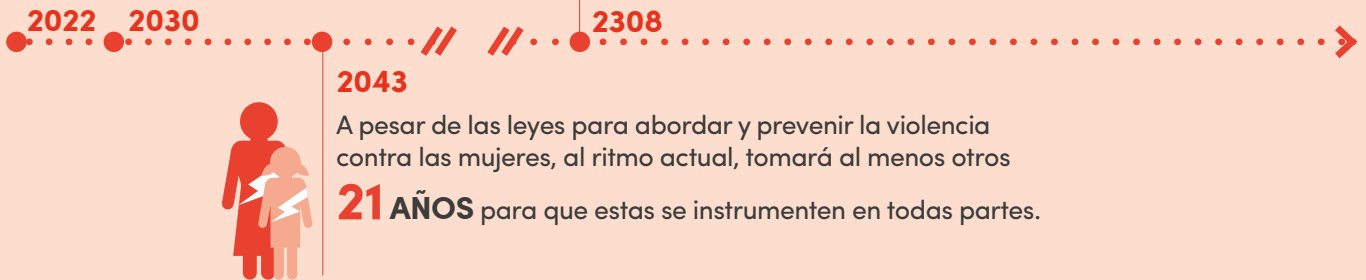 2022 2030 2308
2043
A pesar de las leyes para abordar y prevenir la violencia
contra las mujeres, al ritmo actual, tomará al menos otros
21 AÑOS para que estas se instrumenten en todas partes.